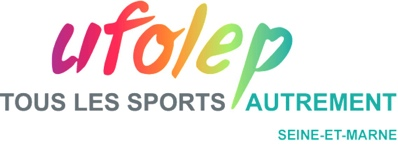 ufolep
TOUS LES SPORTS AUTREMENT
SEINE-ET-MARNE